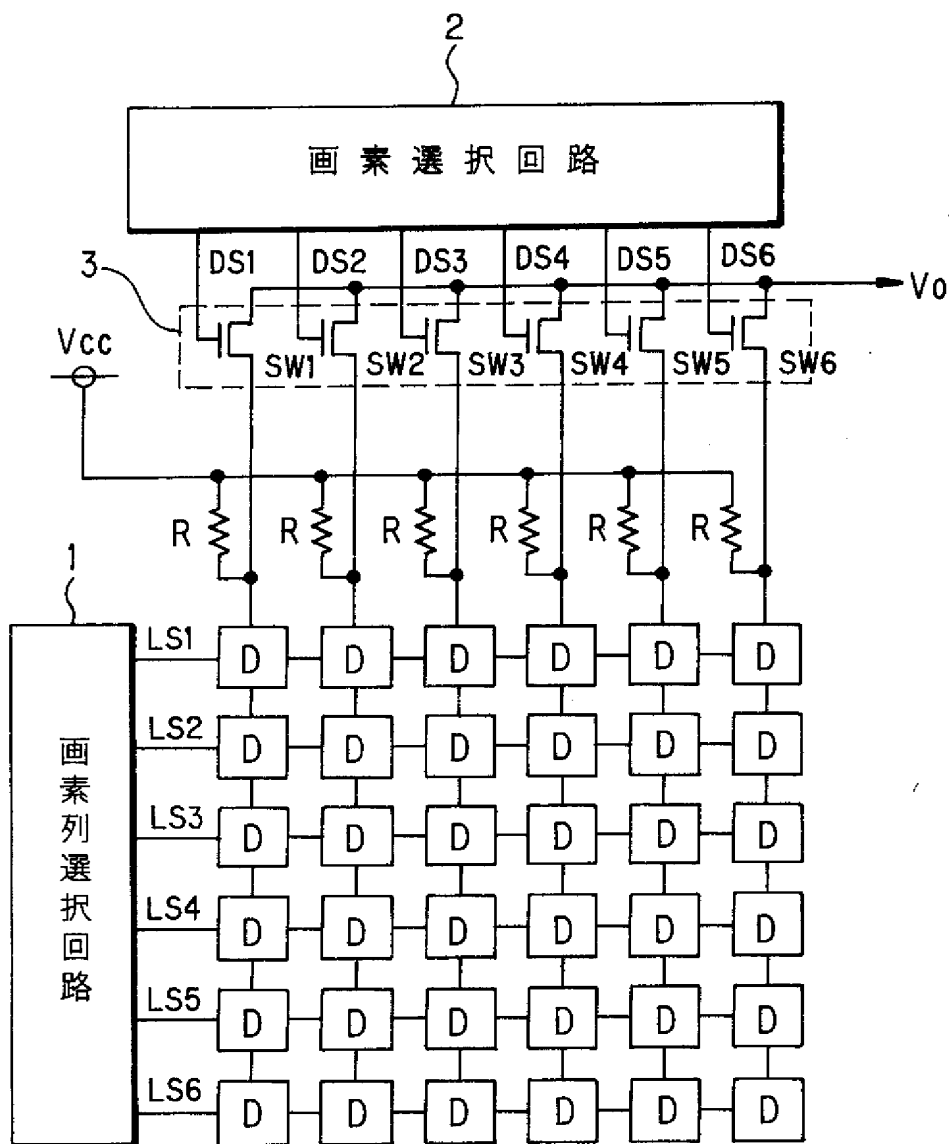 2
画素選択回路
DS1 DS2 DS3 DS4 DS5 DS6
3
Vo
Vcc
SW1 SW2 SW3 SW4 SW5 SW6
R R R R R R
1
画素列選択回路
LS1 D D D D D D
LS2 D D D D D D
LS3 D D D D D D
LS4 D D D D D D
LS5 D D D D D D
LS6 D D D D D D